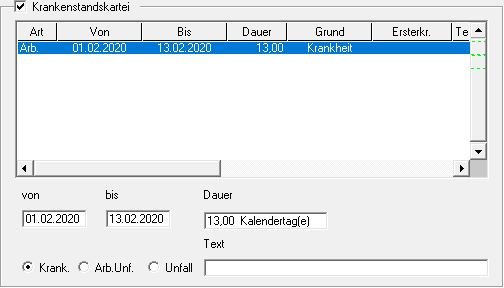 Krankenstandskartei
Art Von Bis Dauer Grund Ersterkr. Te
Arb. 01.02.2020 13.02.2020 13,00 Krankheit
von bis Dauer
01.02.2020 13.02.2020 13,00 Kalendertag(e)
Text
Krank. Arb.Unf. Unfall